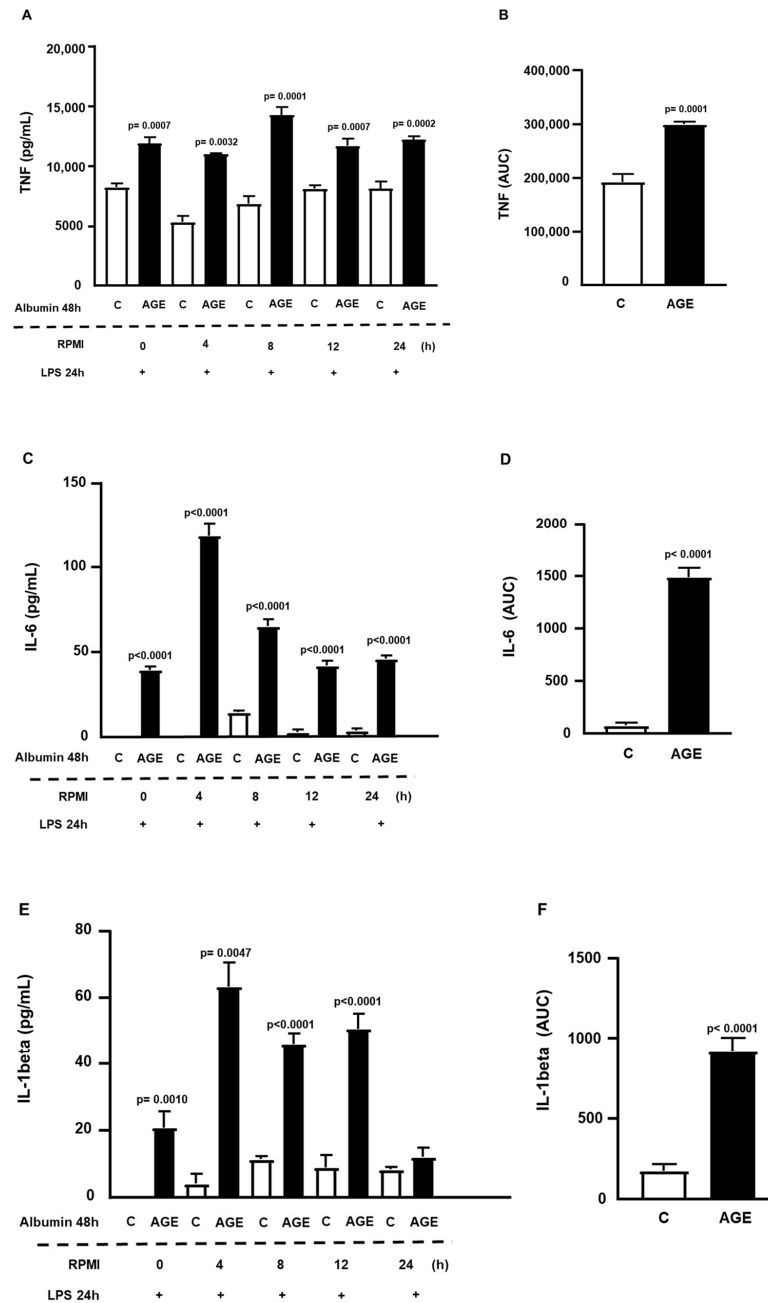 A
B
20,000
15,000
10,000
5000
0
TNF (pg/mL)
p= 0.0007
p= 0.0032
p= 0.0001
p= 0.0007
p= 0.0002
Albumin 48h C AGE C AGE C AGE C AGE C AGE
RPMI 0 4 8 12 24 (h)
LPS 24h + + + + +
400,000
300,000
200,000
100,000
0
TNF (AUC)
p= 0.0001
C AGE
C
D
150
100
50
0
IL-6 (pg/mL)
p<0.0001
p<0.0001
p<0.0001
p<0.0001
p<0.0001
Albumin 48h C AGE C AGE C AGE C AGE C AGE
RPMI 0 4 8 12 24 (h)
LPS 24h + + + + +
2000
1500
1000
500
0
IL-6 (AUC)
p< 0.0001
C AGE
E
F
80
60
40
20
0
IL-1beta (pg/mL)
p= 0.0010
p= 0.0047
p<0.0001
p<0.0001
Albumin 48h C AGE C AGE C AGE C AGE C AGE
RPMI 0 4 8 12 24 (h)
LPS 24h + + + + +
1500
1000
500
0
IL-1beta (AUC)
p< 0.0001
C AGE